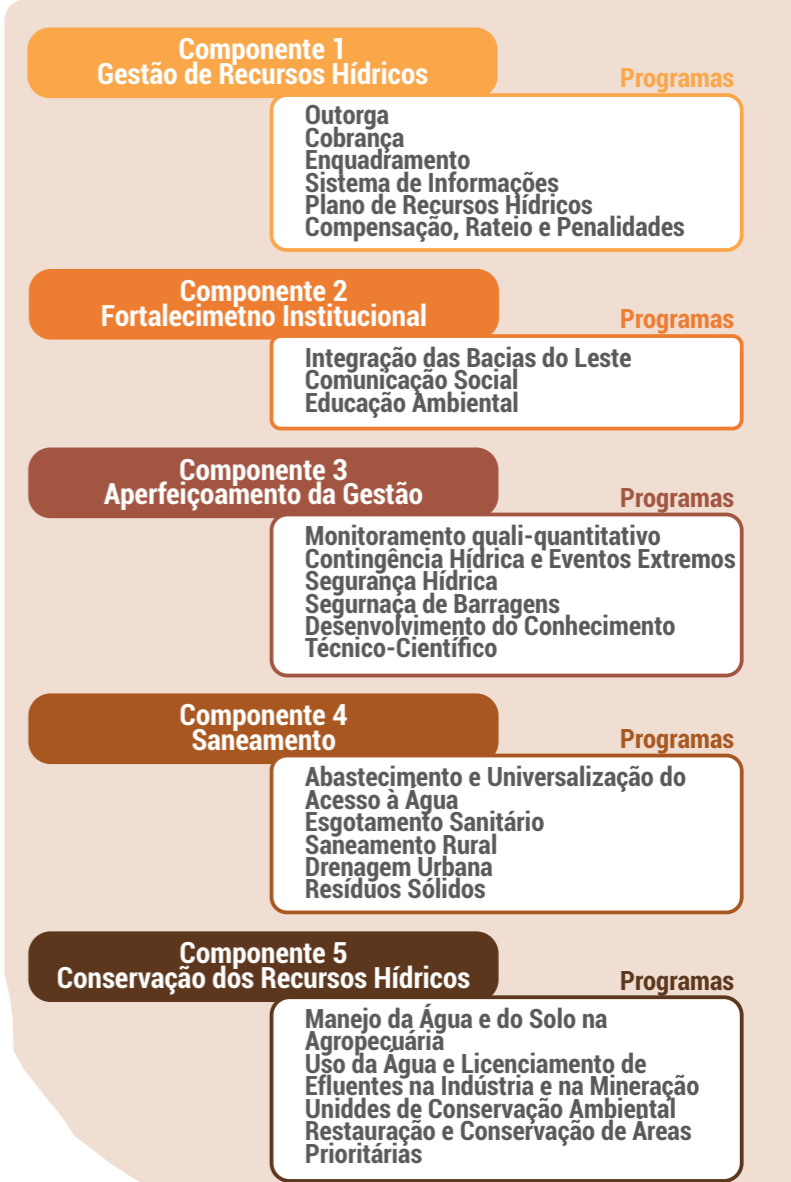 Componente 1
Gestão de Recursos Hídricos
Programas
Outorga
Cobrança
Enquadramento
Sistema de Informações
Plano de Recursos Hídricos
Compensação, Rateio e Penalidades
Componente 2
Fortalecimetno Institucional
Programas
Integração das Bacias do Leste
Comunicação Social
Educação Ambiental
Componente 3
Aperfeiçoamento da Gestão
Programas
Monitoramento quali-quantitativo
Contingência Hídrica e Eventos Extremos
Segurança Hídrica
Segurnaça de Barragens
Desenvolvimento do Conhecimento
Técnico-Científico
Componente 4
Saneamento
Programas
Abastecimento e Universalização do
Acesso à Água
Esgotamento Sanitário
Saneamento Rural
Drenagem Urbana
Resíduos Sólidos
Componente 5
Conservação dos Recursos Hídricos
Programas
Manejo da Água e do Solo na
Agropecuária
Uso da Água e Licenciamento de
Efluentes na Indústria e na Mineração
Uniddes de Conservação Ambiental
Restauração e Conservação de Áreas
Prioritárias